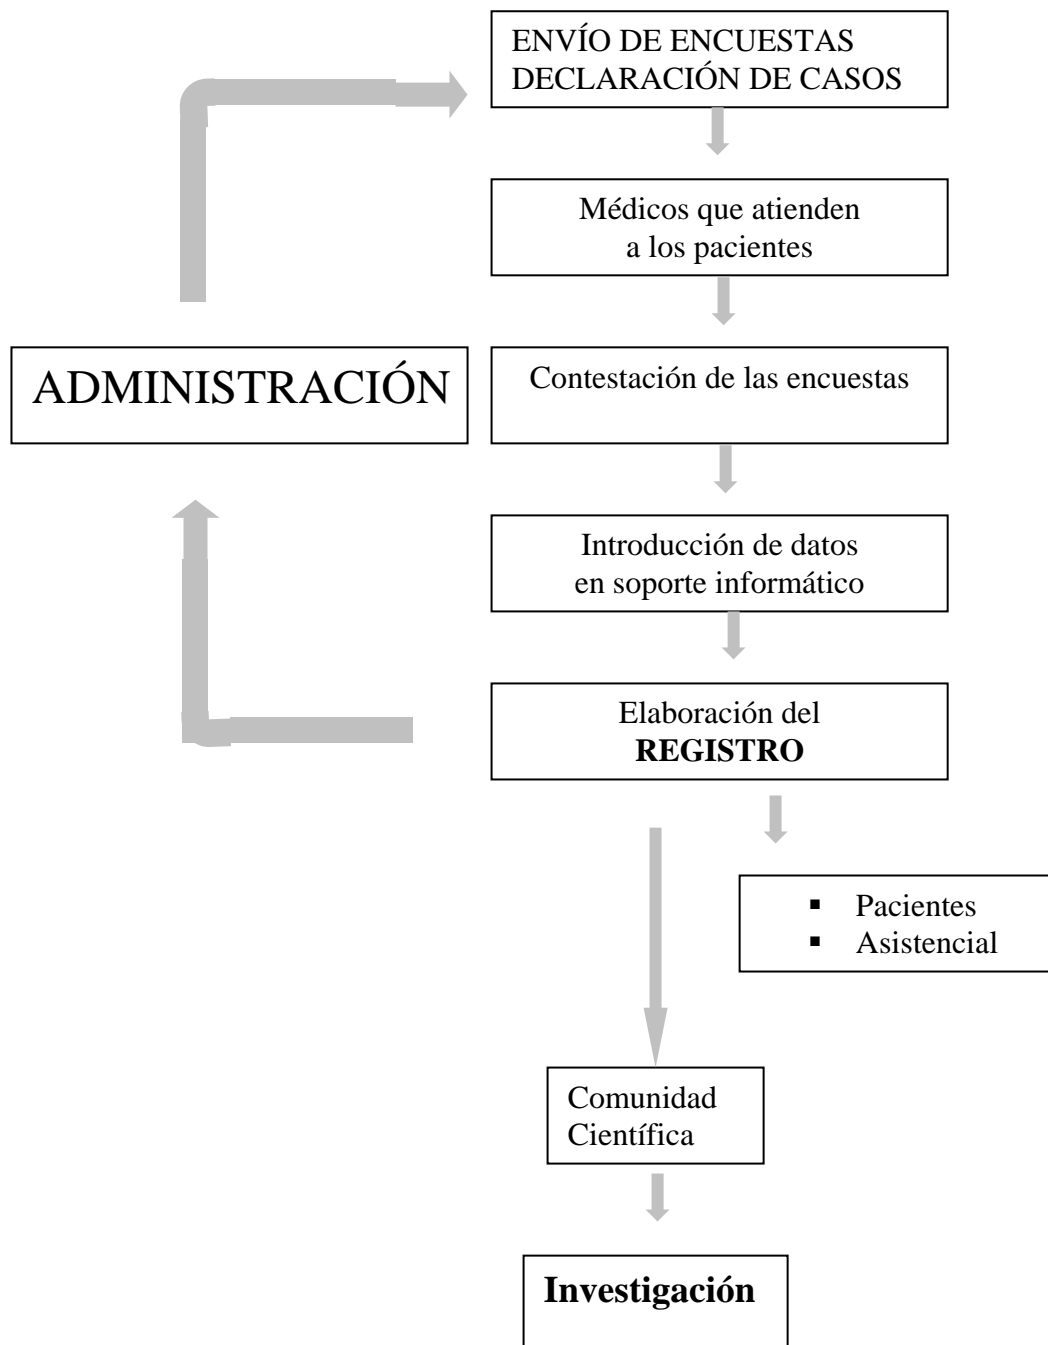 ENVÍO DE ENCUESTAS
DECLARACIÓN DE CASOS
Médicos que atienden
a los pacientes
ADMINISTRACIÓN
Contestación de las encuestas
Introducción de datos
en soporte informático
Elaboración del
REGISTRO
▪ Pacientes
▪ Asistencial
Comunidad
Científica
Investigación